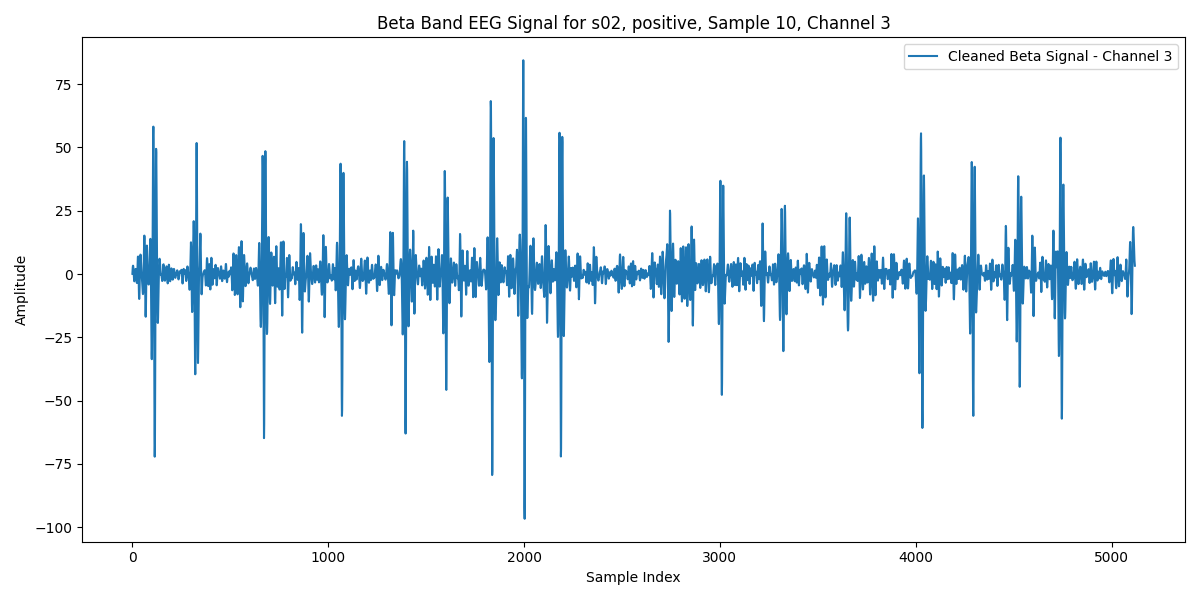 Beta Band EEG Signal for s02, positive, Sample 10, Channel 3
Cleaned Beta Signal - Channel 3
Amplitude
75
50
25
0
−25
−50
−75
−100
0 1000 2000 3000 4000 5000
Sample Index